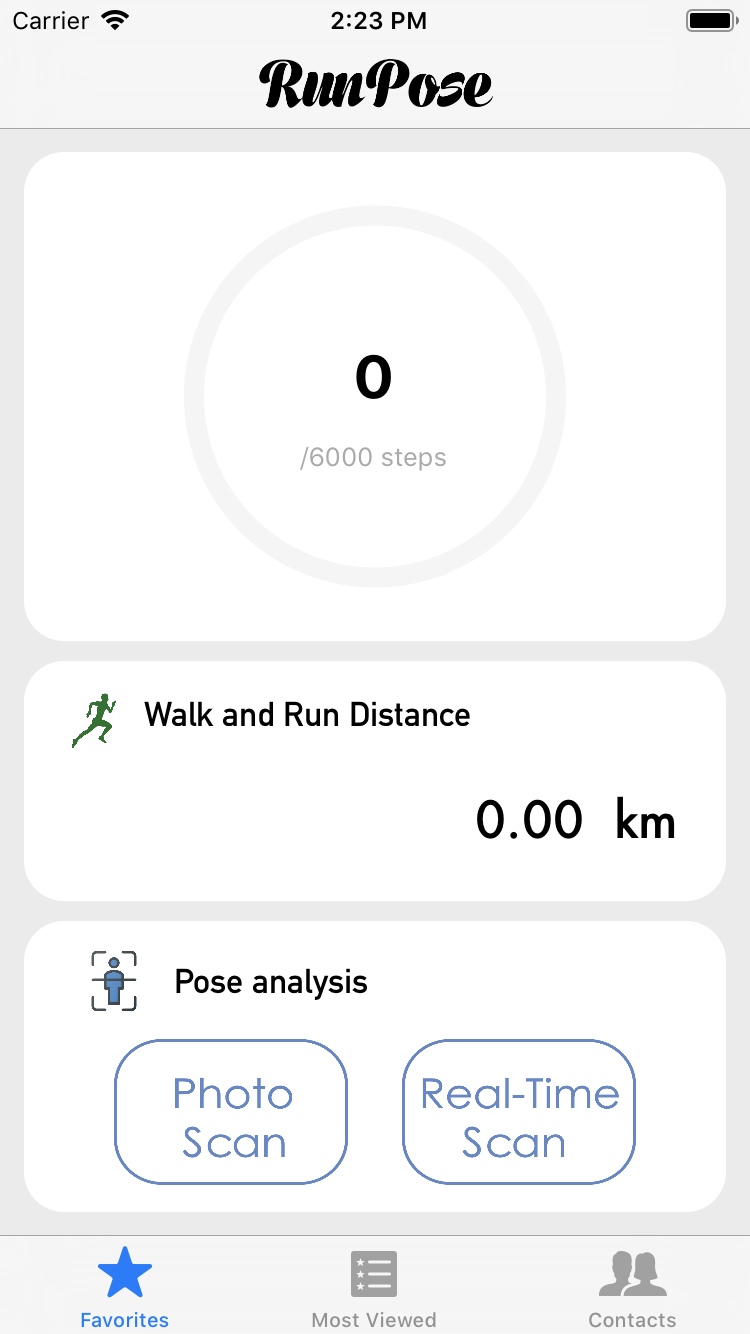 Carrier 2:23 PM
RunPose
0
/6000 steps
Walk and Run Distance
0.00 km
Pose analysis
Photo
Scan
Real-Time
Scan
Favorites Most Viewed Contacts